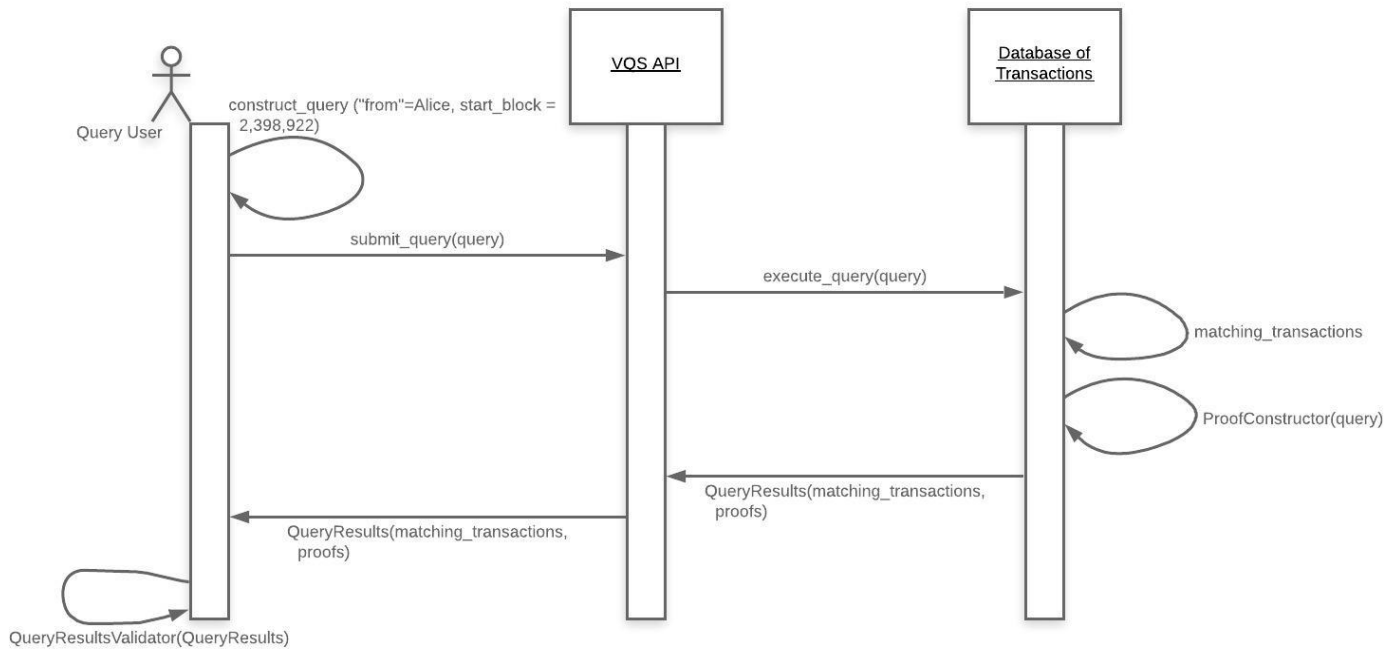 VQS API
Database of
Transactions
Query User
construct_query ("from"=Alice, start_block =
2,398,922)
submit_query(query)
execute_query(query)
matching_transactions
ProofConstructor(query)
QueryResults(matching_transactions,
proofs)
QueryResults(matching_transactions,
proofs)
QueryResultsValidator(QueryResults)